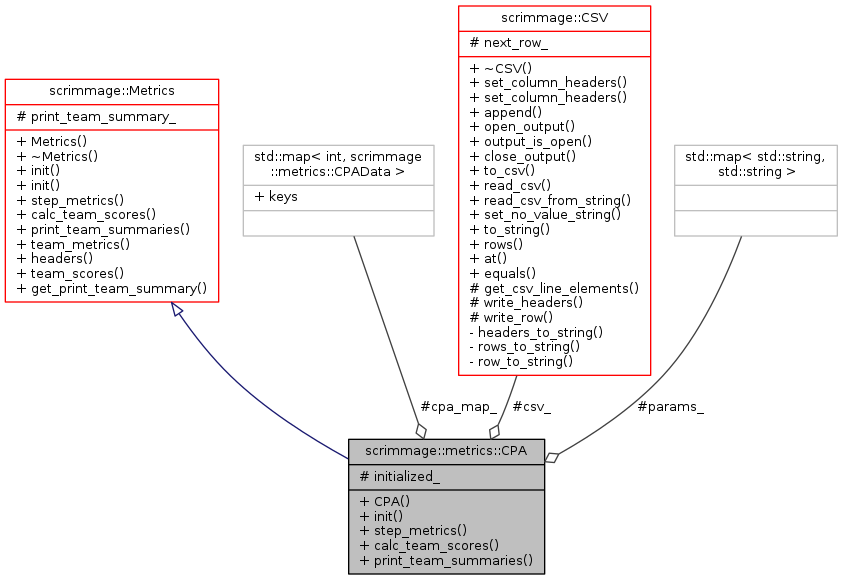 scrimmage::Metrics
# print_team_summary_
+ Metrics()
+ ~Metrics()
+ init()
+ init()
+ step_metrics()
+ calc_team_scores()
+ print_team_summaries()
+ team_metrics()
+ headers()
+ team_scores()
+ get_print_team_summary()
std::map< int, scrimmage
::metrics::CPAData >
+ keys
scrimmage::CSV
# next_row_
+ ~CSV()
+ set_column_headers()
+ set_column_headers()
+ append()
+ open_output()
+ output_is_open()
+ close_output()
+ to_csv()
+ read_csv()
+ read_csv_from_string()
+ set_no_value_string()
+ to_string()
+ rows()
+ at()
+ equals()
# get_csv_line_elements()
# write_headers()
# write_row()
- headers_to_string()
- rows_to_string()
- row_to_string()
std::map< std::string,
std::string >
#cpa_map_
#csv_
#params_
scrimmage::metrics::CPA
# initialized_
+ CPA()
+ init()
+ step_metrics()
+ calc_team_scores()
+ print_team_summaries()